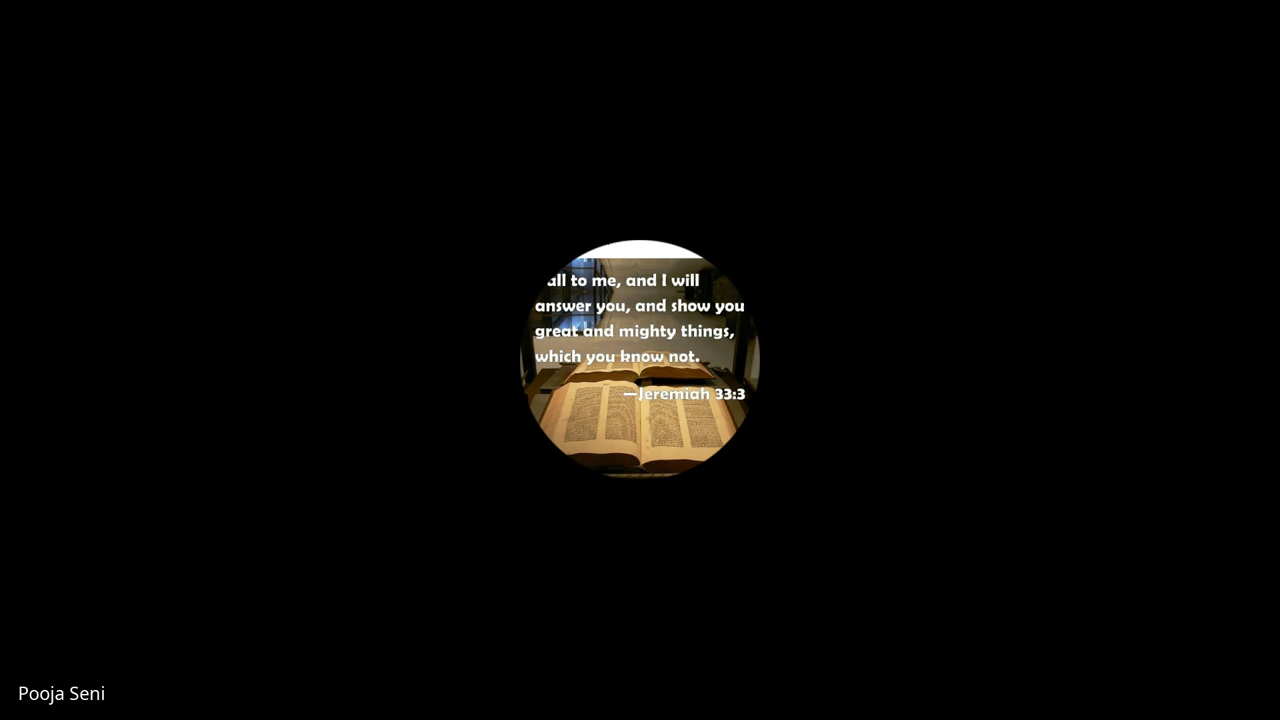 all to me, and I will
answer you, and show you
great and mighty things,
which you know not.
—Jeremiah 33:3
Pooja Seni